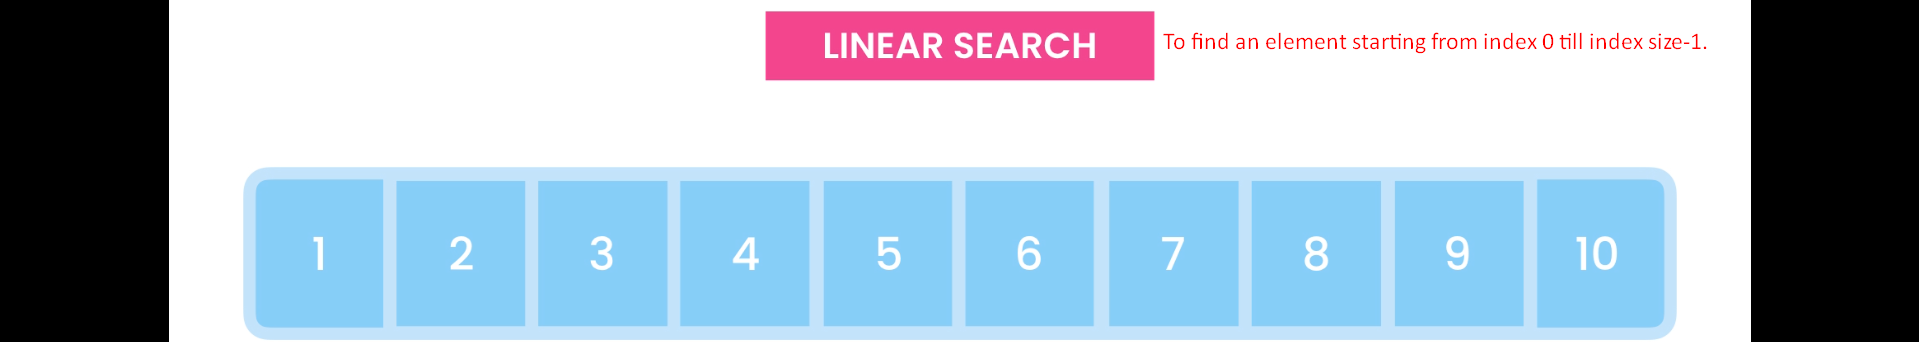 LINEAR SEARCH To find an element starting from index 0 till index size-1.
1 2 3 4 5 6 7 8 9 10